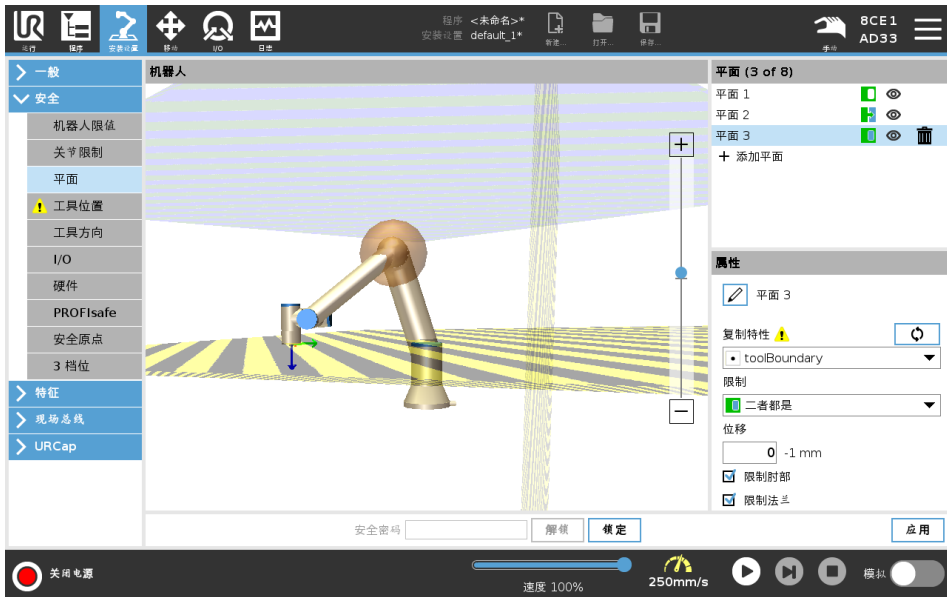 UR
运行
程序
安装设置
移动
I/O
日志
程序 <未命名>*
安装设置 default_1*
新建...
打开...
保存...
手动
8CE1
AD33
一般
安全
机器人限值
关节限制
平面
工具位置
工具方向
I/O
硬件
PROFIsafe
安全原点
3 档位
特征
现场总线
URCap
机器人
平面 (3 of 8)
平面 1
平面 2
平面 3
添加平面
属性
平面 3
复制特性
toolBoundary
限制
二者都是
位移
0 -1 mm
限制肘部
限制法兰
安全密码
解锁
锁定
应用
关闭电源
速度 100%
250mm/s
模拟